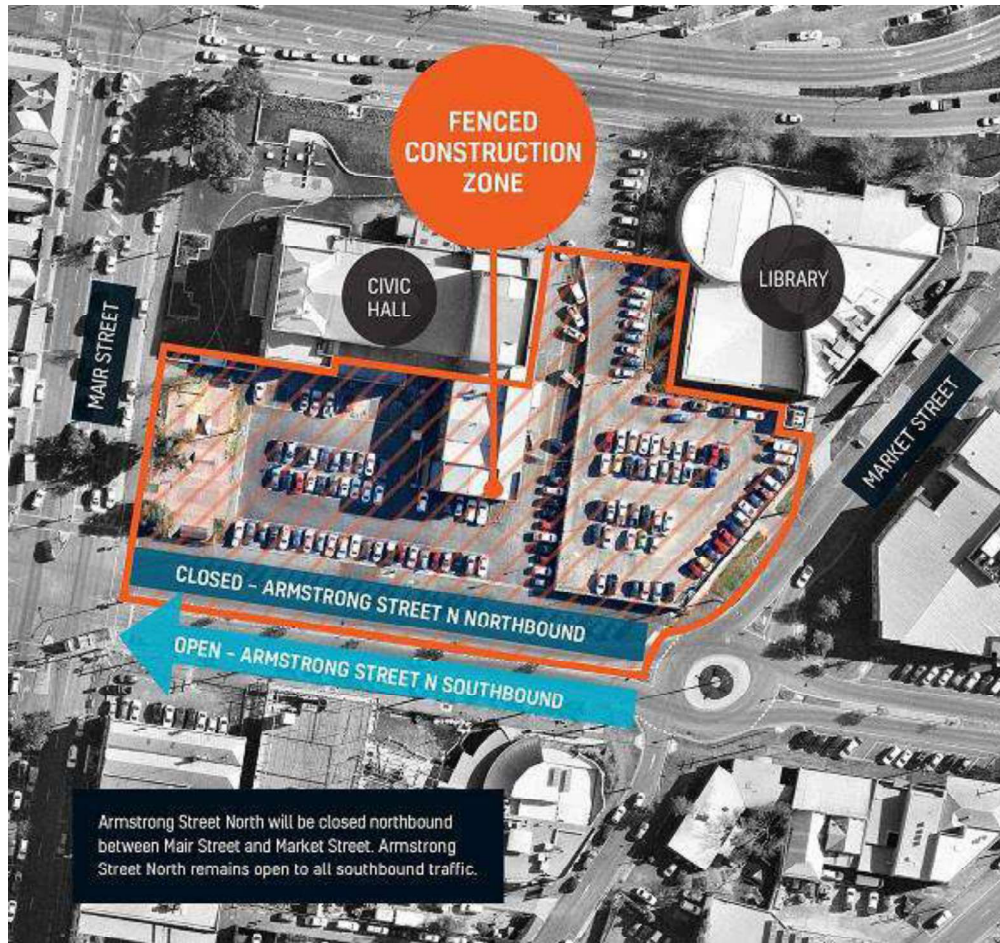 FENCED
CONSTRUCTION
ZONE
CIVIC
HALL
LIBRARY
MAIR STREET
MARKET STREET
CLOSED – ARMSTRONG STREET N NORTHBOUND
OPEN – ARMSTRONG STREET N SOUTHBOUND
Armstrong Street North will be closed northbound
between Mair Street and Market Street. Armstrong
Street North remains open to all southbound traffic.